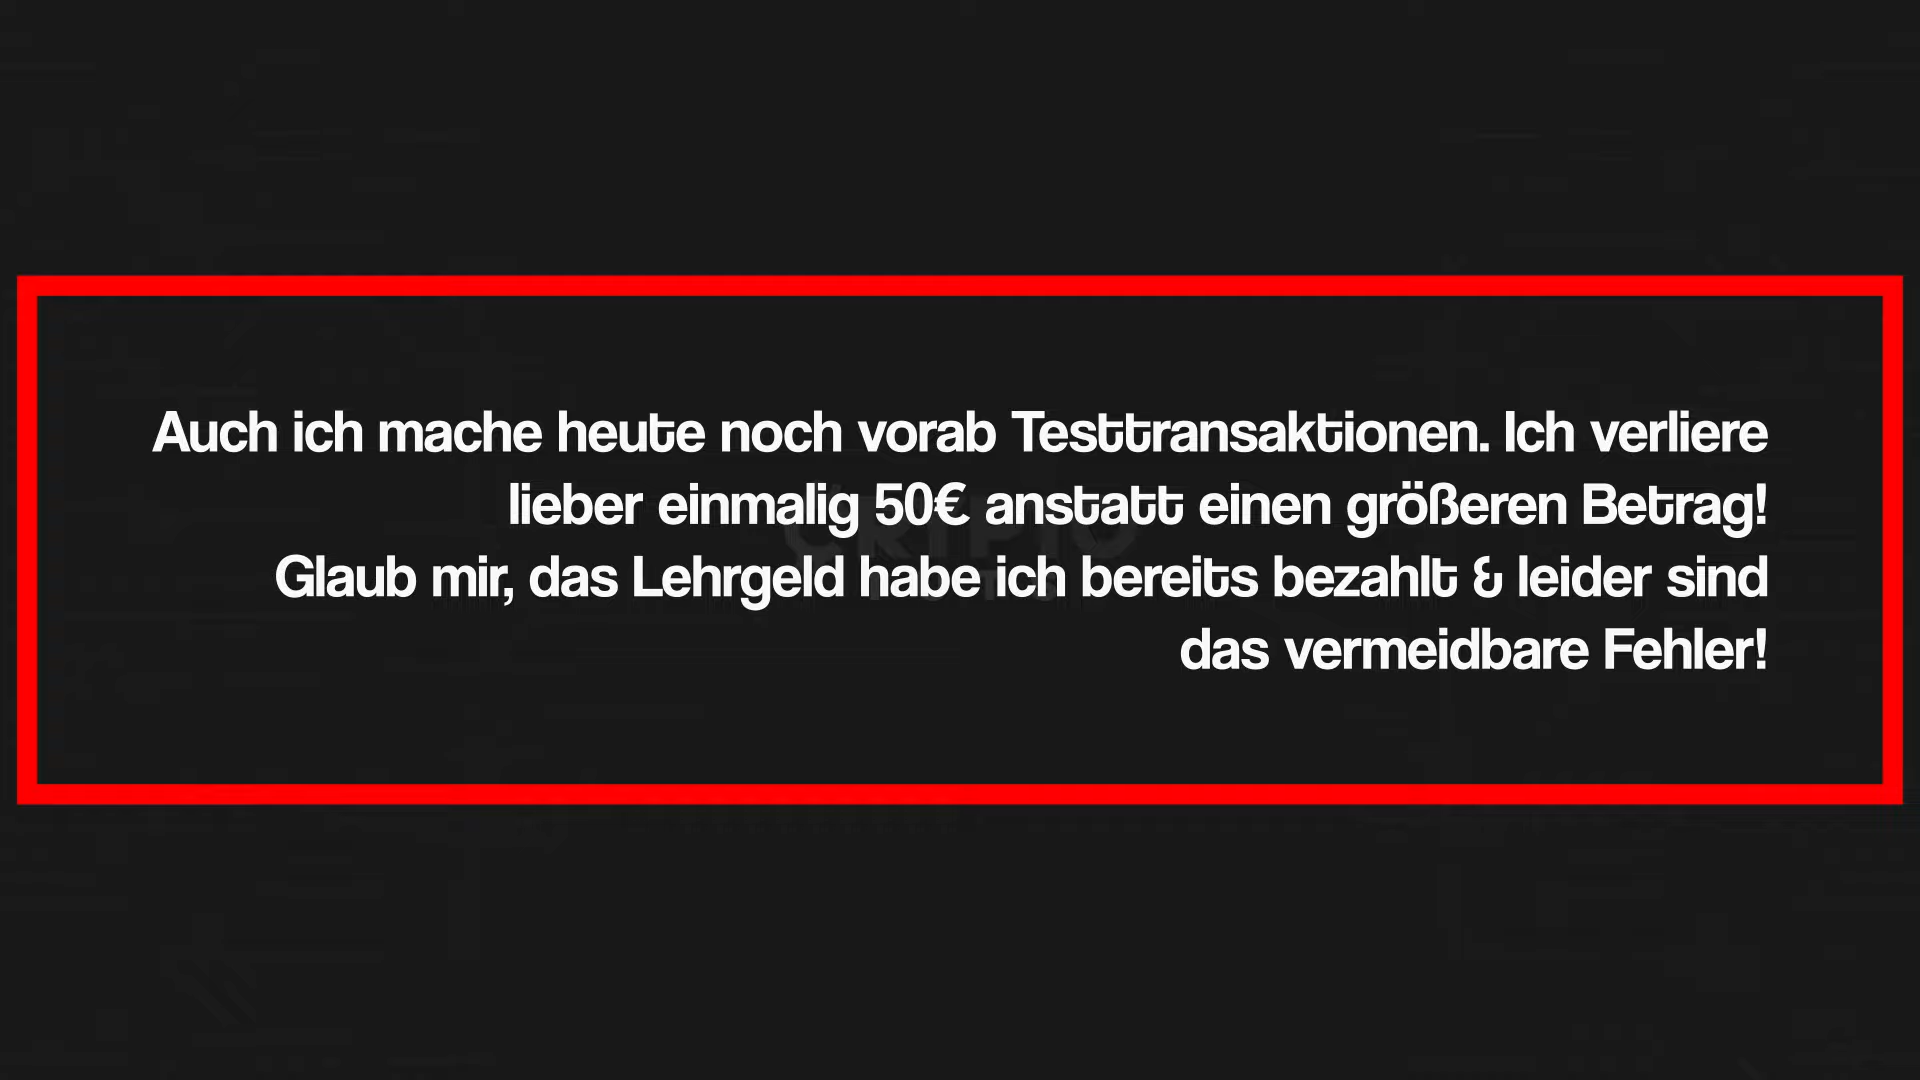 Auch ich mache heute noch vorab Testtransaktionen. Ich verliere
lieber einmalig 50€ anstatt einen größeren Betrag!
Glaub mir, das Lehrgeld habe ich bereits bezahlt & leider sind
das vermeidbare Fehler!